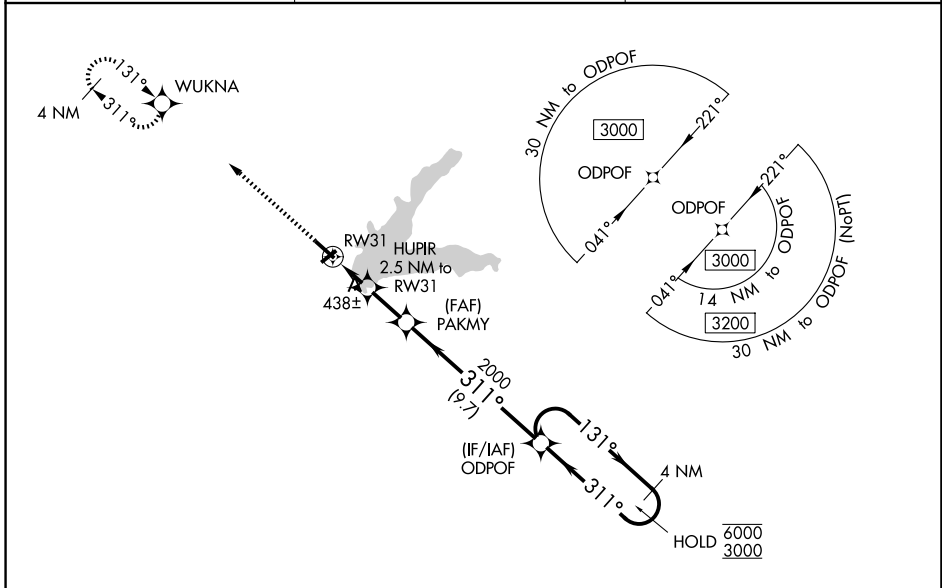 131°
WUKNA
4 NM
311°
30 NM to ODPOF
3000
221°
ODPOF
041°
221°
ODPOF
3000
041°
14 NM to ODPOF
3200
30 NM to ODPOF (NoPT)
RW31
HUPIR
2.5 NM to
RW31
438±
(FAF)
PAKMY
2000
311°
(9.7)
(IF/IAF)
ODPOF
131°
4 NM
311°
HOLD 6000
3000